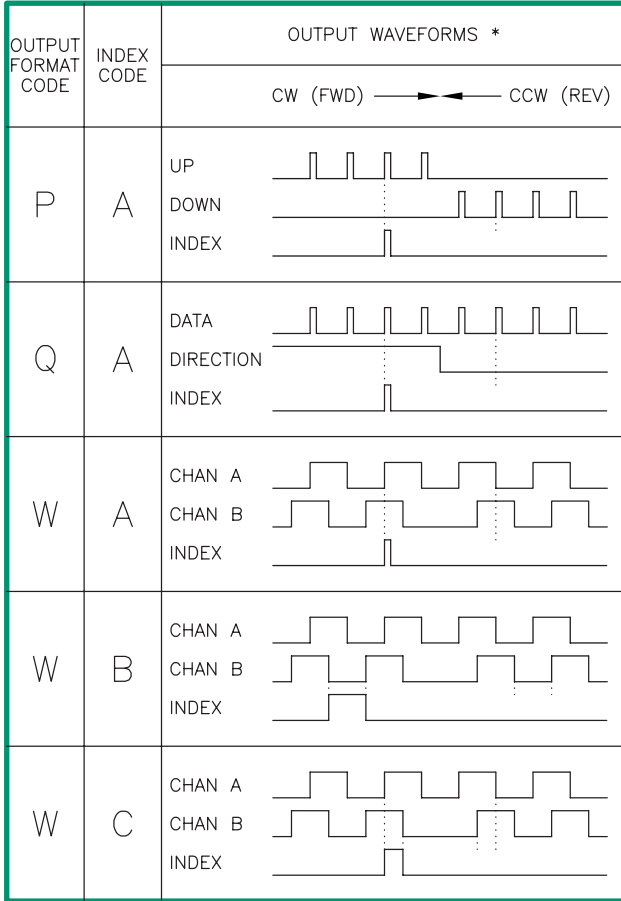 OUTPUT
FORMAT
CODE
INDEX
CODE
OUTPUT WAVEFORMS *
CW (FWD)
CCW (REV)
P
A
UP
DOWN
INDEX
Q
A
DATA
DIRECTION
INDEX
W
A
CHAN A
CHAN B
INDEX
W
B
CHAN A
CHAN B
INDEX
W
C
CHAN A
CHAN B
INDEX